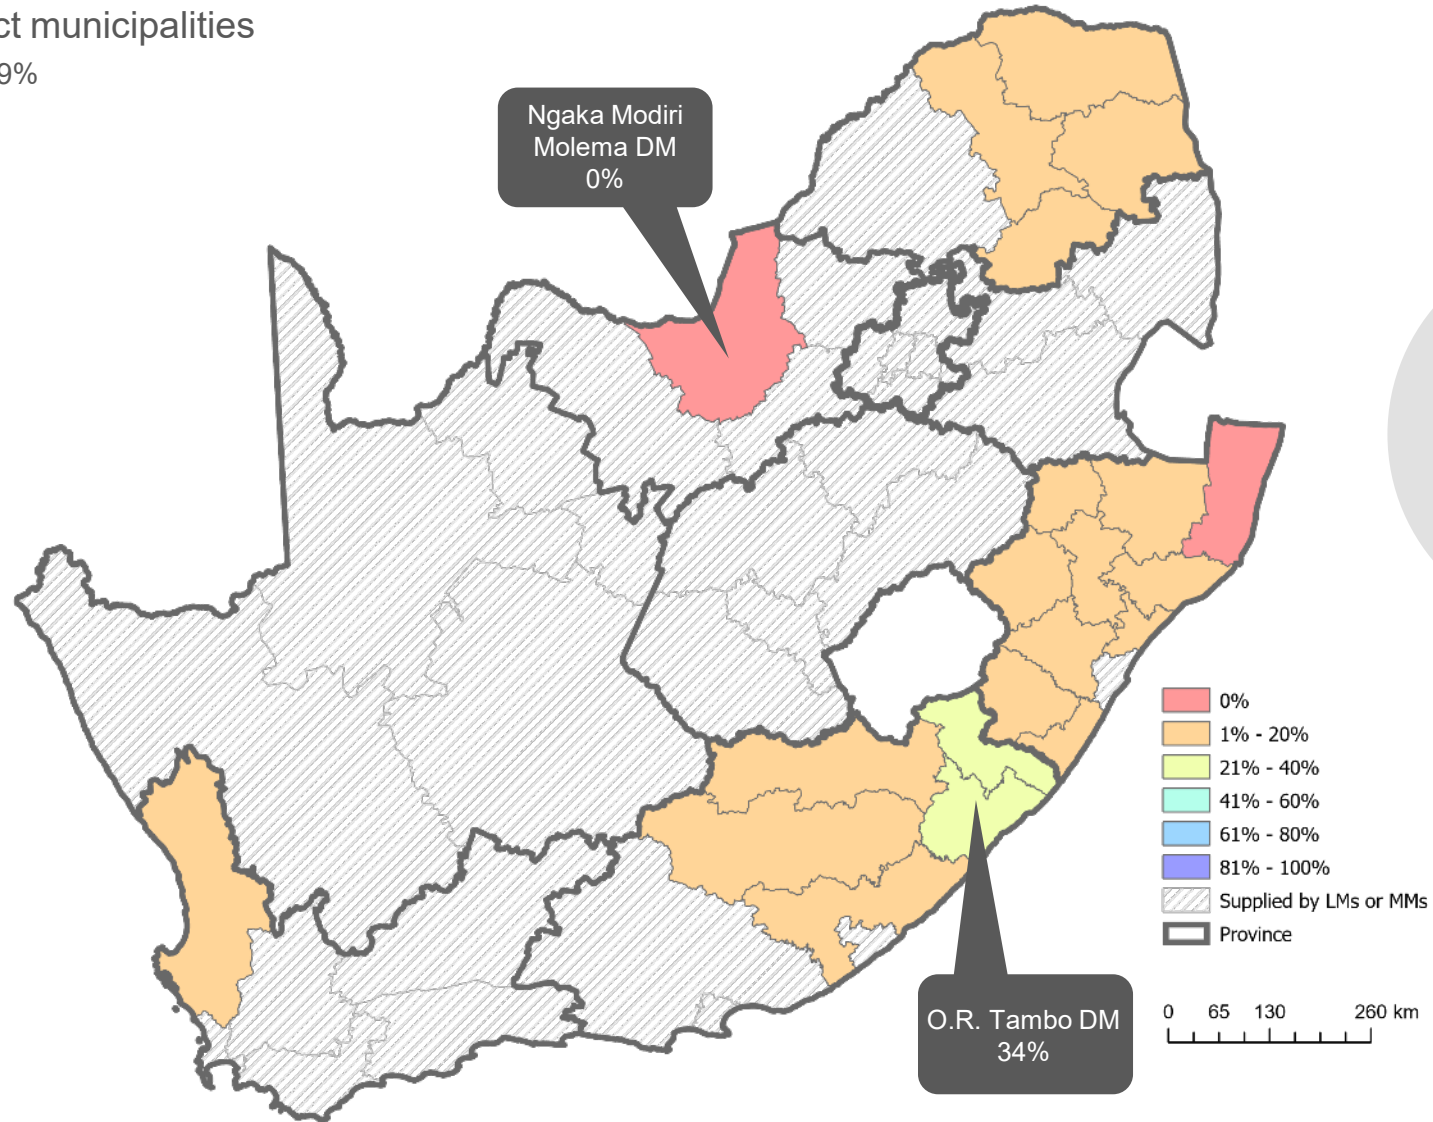 ct municipalities
9%
Ngaka Modiri
Molema DM
0%
0%
1% - 20%
21% - 40%
41% - 60%
61% - 80%
81% - 100%
Supplied by LMs or MMs
Province
0 65 130 260 km
O.R. Tambo DM
34%